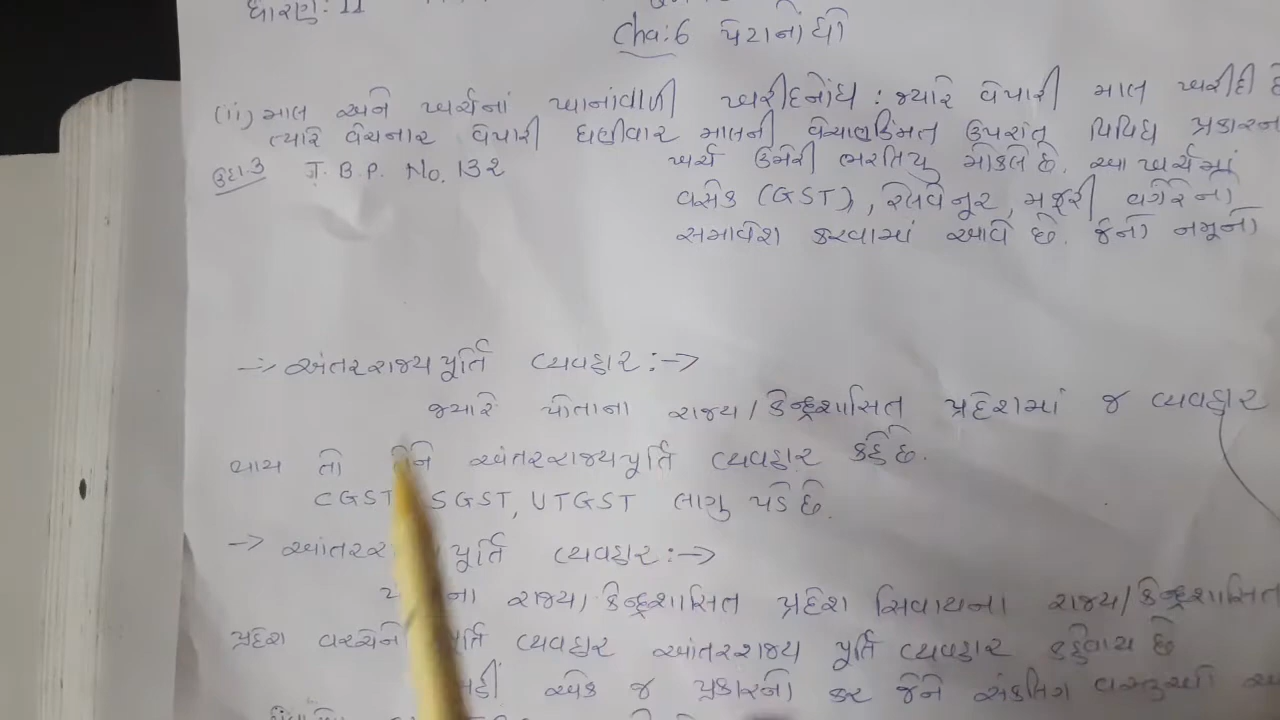 ધોરણ: 11
Cha:6 પેટાનોંધો
(ii) માલ અને ખર્ચનાં ખાનાંવાળી ખરીદનોંધ : જ્યારે વેપારી માલ ખરીદી
ત્યારે વેચનાર વેપારી ઘણીવાર માલની વેચાણકિંમત ઉપરાંત વિવિધ પ્રકારના
ઉદા.3 T.B.P. No. 132 ખર્ચ ઉમેરી ભરતિયુ મોકલે છે. આ ખર્ચમાં
વસેક (GST), રેલવેનૂર, મજૂરી વગેરેનો
સમાવેશ કરવામાં આવે છે. જેનો નમૂનો
-:> અંતરરાજ્ય પૂર્તિ વ્યવહાર :->
જ્યારે પોતાના રાજ્ય/કેન્દ્રશાસિત પ્રદેશમાં જ વ્યવહાર
થાય તો તેને અંતરરાજ્યપૂર્તિ વ્યવહાર કહે છે.
CGST SGST, UTGST લાગુ પડે છે.
-> આંતરરા પૂર્તિ વ્યવહાર :->
ના રાજ્ય/કેન્દ્રશાસિત પ્રદેશ સિવાયના રાજ્ય/કેન્દ્રશાસિત
પ્રદેશ વચ્ચેનો પૂર્તિ વ્યવહાર આંતરરાજ્ય પૂર્તિ વ્યવહાર કહેવાય છે
એક જ પ્રકારનો કર જેને સંકલિત